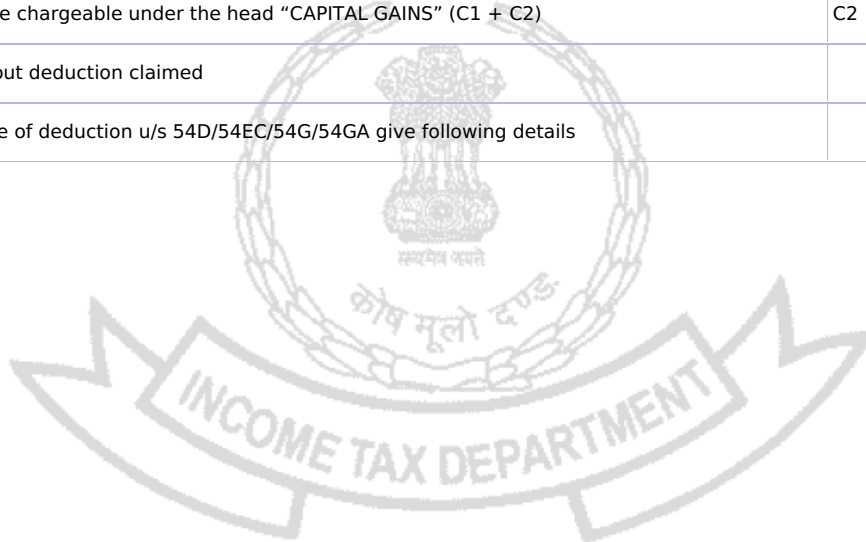 e chargeable under the head “CAPITAL GAINS” (C1 + C2) C2
out deduction claimed
e of deduction u/s 54D/54EC/54G/54GA give following details
सत्यमेव जयते
कोष मूलो दण्ड
INCOME TAX DEPARTMENT